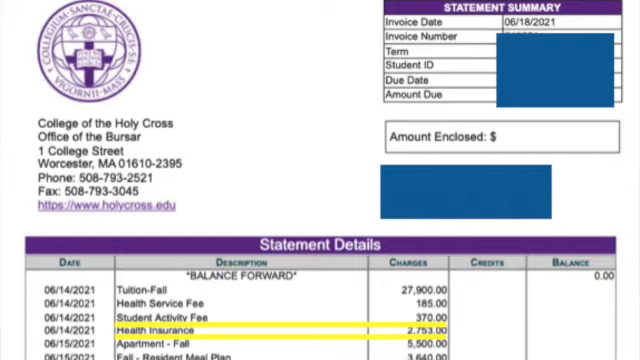 COLLEGIUM SANCTAE CRUCIS S.I.
VIGORNII MASS.
STATEMENT SUMMARY
Invoice Date 06/18/2021
Invoice Number
Term
Student ID
Due Date
Amount Due
College of the Holy Cross
Office of the Bursar
1 College Street
Worcester, MA 01610-2395
Phone: 508-793-2521
Fax: 508-793-3045
https://www.holycross.edu
Amount Enclosed: $
Statement Details
DATE DESCRIPTION CHARGES CREDITS BALANCE
*BALANCE FORWARD* 0.00
06/14/2021 Tuition-Fall 27,900.00
06/14/2021 Health Service Fee 185.00
06/14/2021 Student Activity Fee 370.00
06/14/2021 Health Insurance 2,753.00
06/15/2021 Apartment - Fall 5,500.00
06/15/2021 Fall - Resident Meal Plan 3,640.00